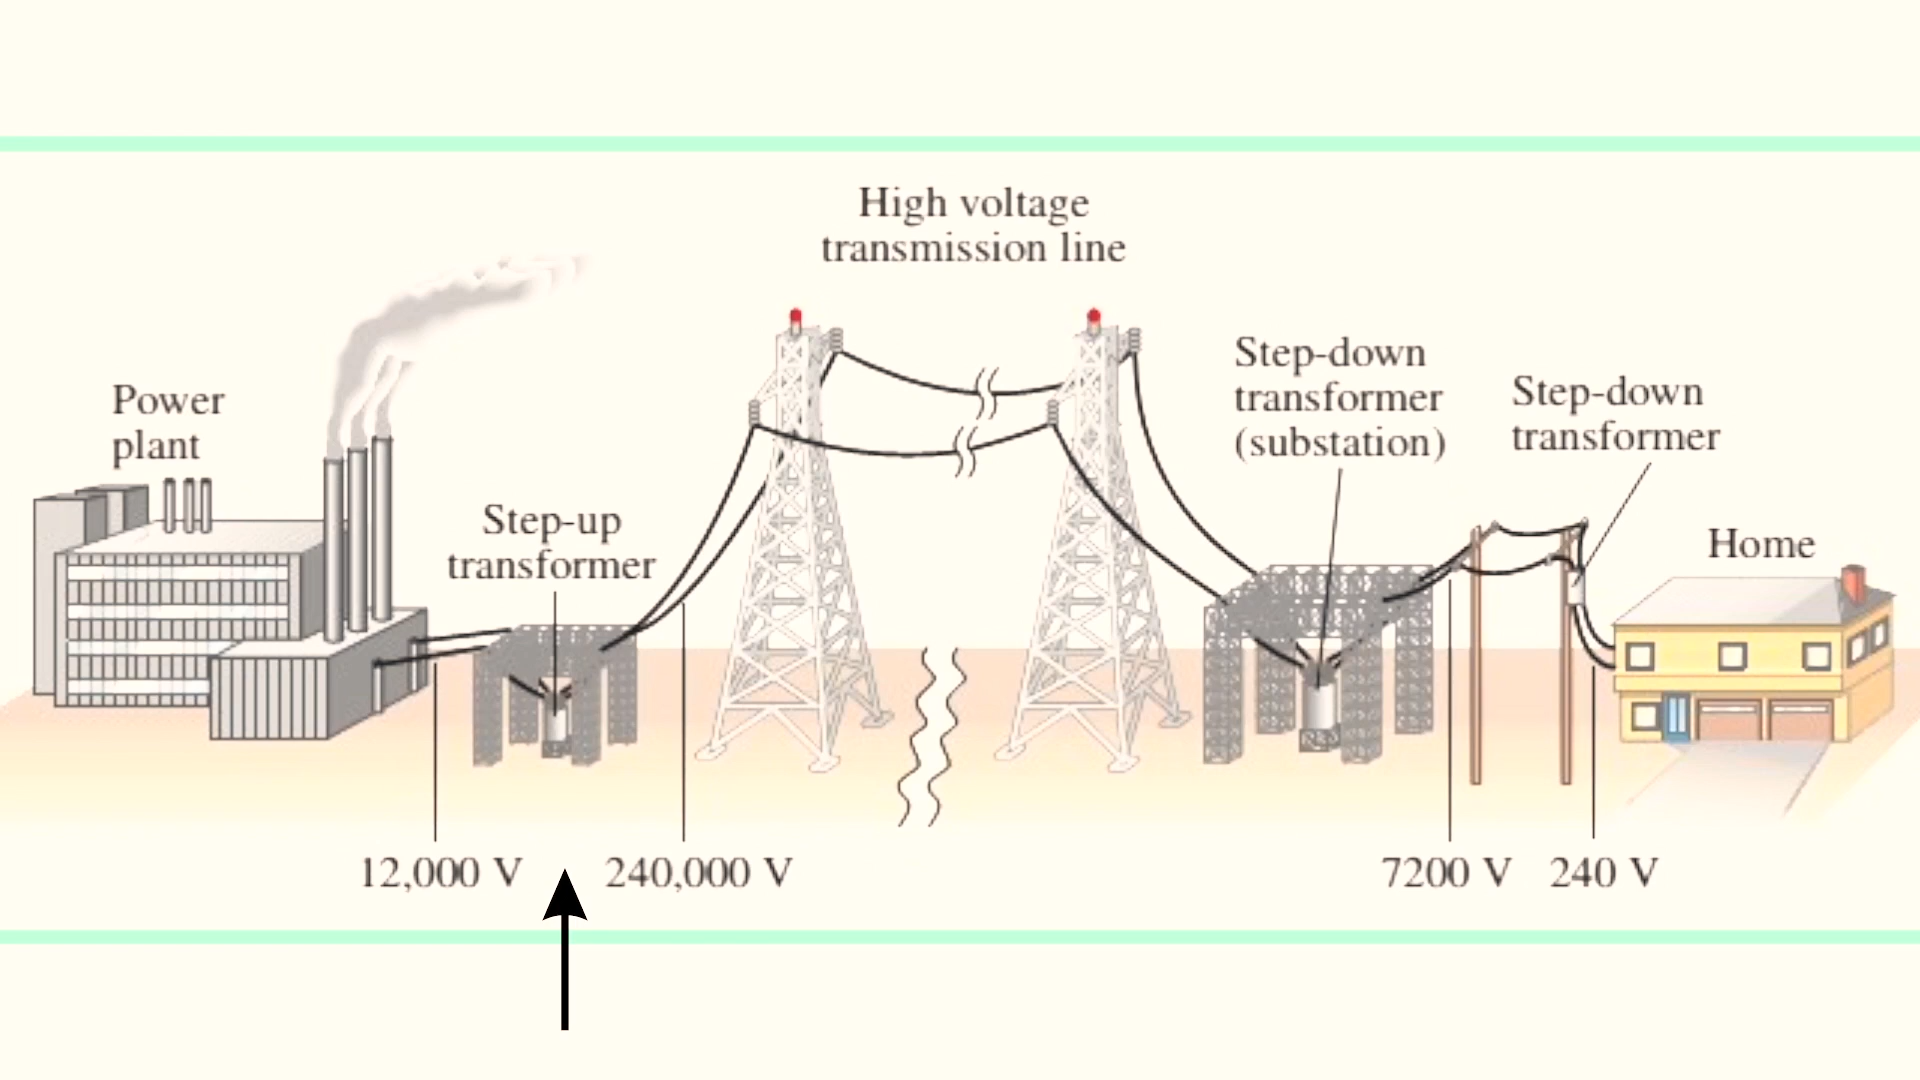 High voltage
transmission line
Power
plant
Step-up
transformer
Step-down
transformer
(substation)
Step-down
transformer
Home
12,000 V
240,000 V
7200 V
240 V